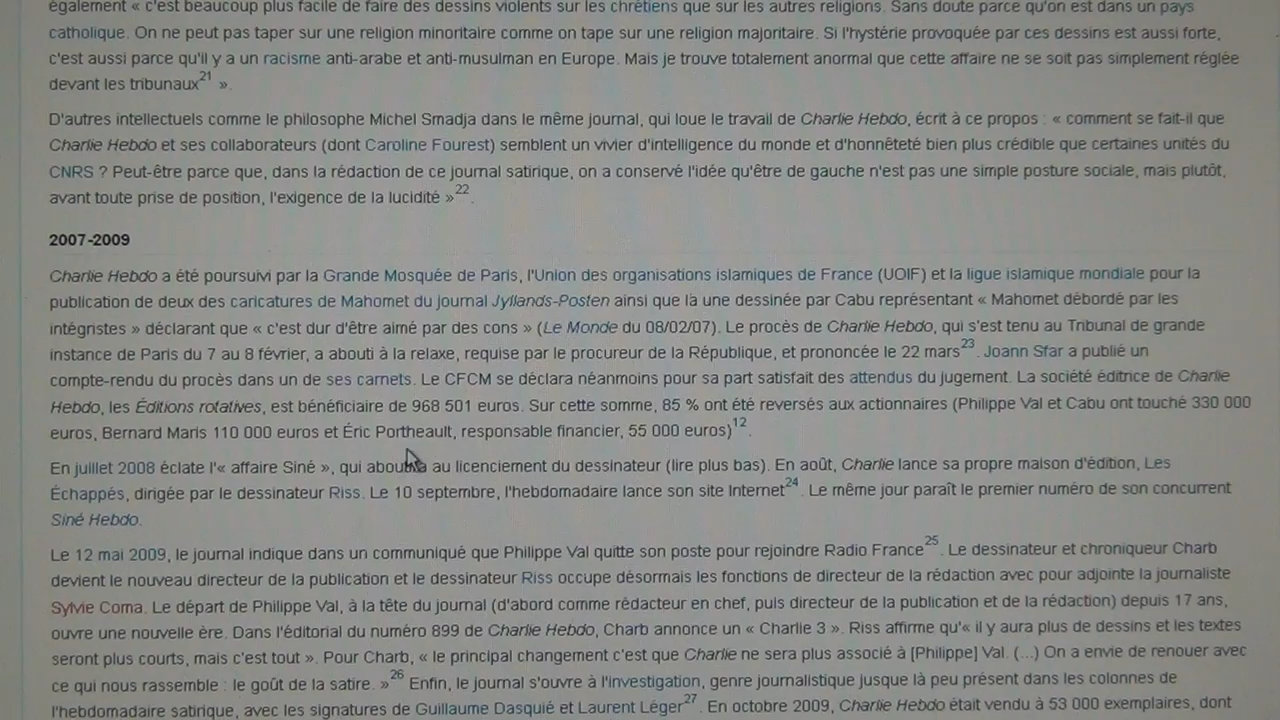 également « c'est beaucoup plus facile de faire des dessins violents sur les chrétiens que sur les autres religions. Sans doute parce qu'on est dans un pays
catholique. On ne peut pas taper sur une religion minoritaire comme on tape sur une religion majoritaire. Si l'hystérie provoquée par ces dessins est aussi forte,
c'est aussi parce qu'il y a un racisme anti-arabe et anti-musulman en Europe. Mais je trouve totalement anormal que cette affaire ne se soit pas simplement réglée
devant les tribunaux21 ».
D'autres intellectuels comme le philosophe Michel Smadja dans le même journal, qui loue le travail de Charlie Hebdo, écrit à ce propos : « comment se fait-il que
Charlie Hebdo et ses collaborateurs (dont Caroline Fourest) semblent un vivier d'intelligence du monde et d'honnêteté bien plus crédible que certaines unités du
CNRS ? Peut-être parce que, dans la rédaction de ce journal satirique, on a conservé l'idée qu'être de gauche n'est pas une simple posture sociale, mais plutôt,
avant toute prise de position, l'exigence de la lucidité »22.
2007-2009
Charlie Hebdo a été poursuivi par la Grande Mosquée de Paris, l'Union des organisations islamiques de France (UOIF) et la ligue islamique mondiale pour la
publication de deux des caricatures de Mahomet du journal Jyllands-Posten ainsi que là une dessinée par Cabu représentant « Mahomet débordé par les
intégristes » déclarant que « c'est dur d'être aimé par des cons » (Le Monde du 08/02/07). Le procès de Charlie Hebdo, qui s'est tenu au Tribunal de grande
instance de Paris du 7 au 8 février, a abouti à la relaxe, requise par le procureur de la République, et prononcée le 22 mars23. Joann Sfar a publié un
compte-rendu du procès dans un de ses carnets. Le CFCM se déclara néanmoins pour sa part satisfait des attendus du jugement. La société éditrice de Charlie
Hebdo, les Éditions rotatives, est bénéficiaire de 968 501 euros. Sur cette somme, 85 % ont été reversés aux actionnaires (Philippe Val et Cabu ont touché 330 000
euros, Bernard Maris 110 000 euros et Éric Portheault, responsable financier, 55 000 euros)12.
En juillet 2008 éclate l'« affaire Siné », qui aboutira au licenciement du dessinateur (lire plus bas). En août, Charlie lance sa propre maison d'édition, Les
Échappés, dirigée par le dessinateur Riss. Le 10 septembre, l'hebdomadaire lance son site Internet24. Le même jour paraît le premier numéro de son concurrent
Siné Hebdo.
Le 12 mai 2009, le journal indique dans un communiqué que Philippe Val quitte son poste pour rejoindre Radio France25. Le dessinateur et chroniqueur Charb
devient le nouveau directeur de la publication et le dessinateur Riss occupe désormais les fonctions de directeur de la rédaction avec pour adjointe la journaliste
Sylvie Coma. Le départ de Philippe Val, à la tête du journal (d'abord comme rédacteur en chef, puis directeur de la publication et de la rédaction) depuis 17 ans,
ouvre une nouvelle ère. Dans l'éditorial du numéro 899 de Charlie Hebdo, Charb annonce un « Charlie 3 ». Riss affirme qu'« il y aura plus de dessins et les textes
seront plus courts, mais c'est tout ». Pour Charb, « le principal changement c'est que Charlie ne sera plus associé à [Philippe] Val. (...) On a envie de renouer avec
ce qui nous rassemble : le goût de la satire. »26 Enfin, le journal s'ouvre à l'investigation, genre journalistique jusque là peu présent dans les colonnes de
l'hebdomadaire satirique, avec les signatures de Guillaume Dasquié et Laurent Léger27. En octobre 2009, Charlie Hebdo était vendu à 53 000 exemplaires, dont